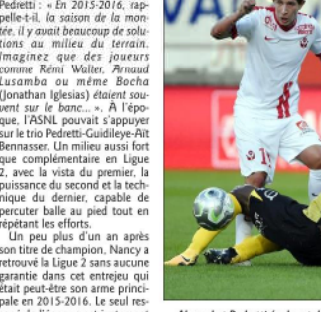 Pedretti : « En 2015-2016, rap-
pelle-t-il, la saison de la mon-
tée, il y avait beaucoup de solu-
tions au milieu du terrain.
Imaginez que des joueurs
comme Rémi Walter, Arnaud
Lusamba ou même Bocha
(Jonathan Iglesias) étaient sou-
vent sur le banc... ». À l'épo-
que, l'ASNL pouvait s'appuyer
sur le trio Pedretti-Guidileye-Aït
Bennasser. Un milieu aussi fort
que complémentaire en Ligue
2, avec la vista du premier, la
puissance du second et la tech-
nique du dernier, capable de
percuter balle au pied tout en
répétant les efforts.
Un peu plus d'un an après
son titre de champion, Nancy a
retrouvé la Ligue 2 sans aucune
garantie dans cet entrejeu qui
était peut-être son arme princi-
pale en 2015-2016. Le seul res-